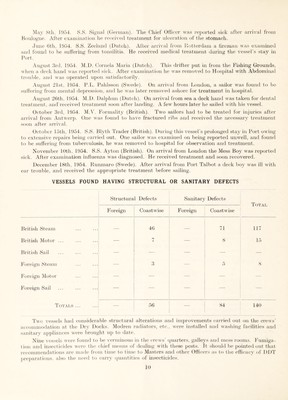 May 8th, 1954. S.S. Signal (German). The Chief Officer was reported sick after arrival from
Boulogne. After examination he received treatment for ulceration of the stomach.
June 6th, 1954. S.S. Zeeland (Dutch). After arrival from Rotterdam a fireman was examined
and found to be suffering from tonsilitis. He received medical treatment during the vessel's stay in
Port.
August 3rd, 1954. M.D. Cornelu Maris (Dutch). This drifter put in from the Fishing Grounds,
when a deck hand was reported sick. After examination he was removed to Hospital with Abdominal
trouble, and was operated upon satisfactorily.
August 21st, 1954. P.L. Pahlsson (Swede). On arrival from London, a sailor was found to be
suffering from mental depression, and he was later removed ashore for treatment in hospital.
August 26th, 1954. M.D. Dalphan (Dutch). On arrival from sea a deck hand was taken for dental
treatment, and received treatment soon after landing. A few hours later he sailed with his vessel.
October 3rd, 1954. M.V. Formality (British). Two sailors had to be treated for injuries after
arrival from Antwerp. One was found to have fractured ribs and received the necessary treatment
soon after arrival.
October 15th, 1954. S.S. Blyth Trader (British). During this vessel's prolonged stay in Port owing
to extensive repairs being carried out. One sailor was examined on being reported unwell, and found
to be suffering from tuberculosis, he was removed to hospital for observation and treatment.
November 10th, 1954. S.S. Ayton (British). On arrival from London the Mess Boy was reported
sick. After examination influenza was diagnosed. He received treatment and soon recovered.
December 18th, 1954. Einmaur (Swede). After arrival from Port Talbot a deck boy was ill with
ear trouble, and received the appropriate treatment before sailing.
VESSELS FOUND HAVING STRUCTURAL OR SANITARY DEFECTS
Structural Defects Sanitary Defects TOTAL
Foreign Coastwise Foreign Coastwise
British Steam ... — 46 — 71 117
British Motor ... — 7 — 8 15
British Sail ... — — — — —
Foreign Steam ... — 3 — 5 8
Foreign Motor ... — — — — —
Foreign Sail ... — — — — —
TOTALS ... — 56 — 84 140
Two vessels had considerable structural alterations and improvements carried out on the crews'
recommendation at the Dry Docks. Modern radiators, etc., were installed and washing facilities and
sanitary appliances were brought up to date.
Nine vessels were found to be verminous in the crews' quarters, galleys and mess rooms. Fumiga-
tion and insecticides were the chief means of dealing with these pests. It should be pointed out that
recommendations are made from time to time to Masters and other Officers as to the efficacy of DDT
preparations, also the need to carry quantities of insecticides.
10